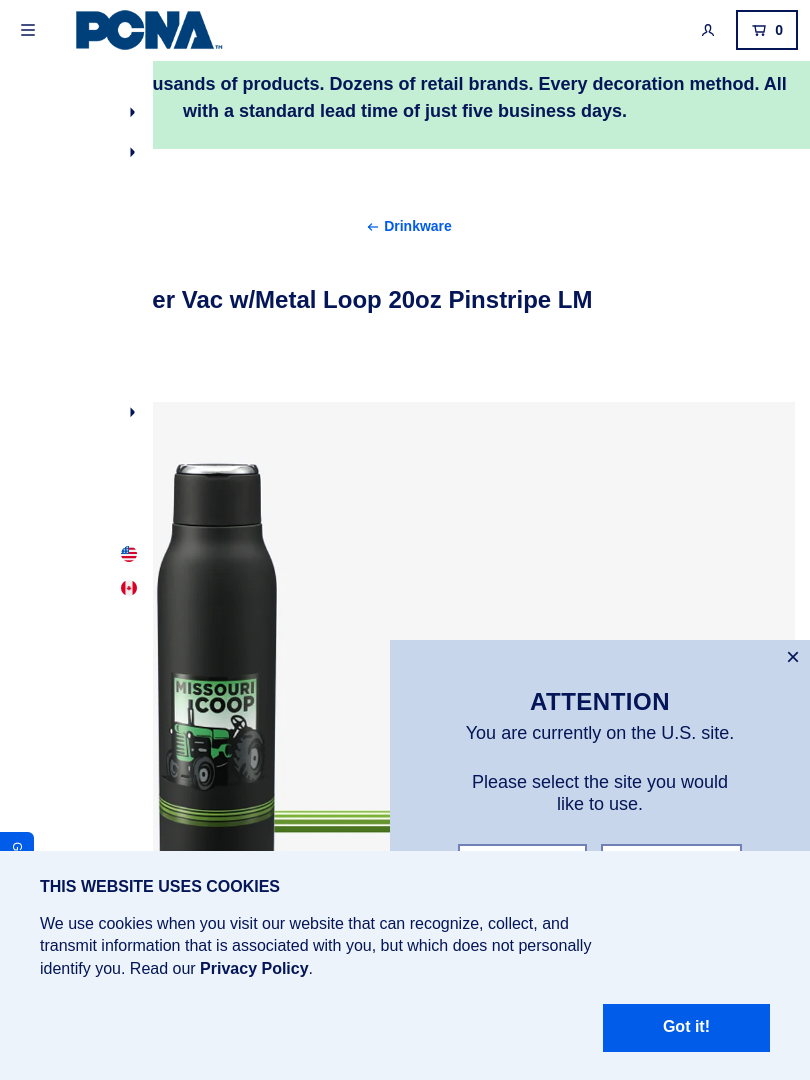 PCNA
TM
0
usands of products. Dozens of retail brands. Every decoration method. All
with a standard lead time of just five business days.
← Drinkware
er Vac w/Metal Loop 20oz Pinstripe LM
MISSOURI
COOP
ATTENTION
You are currently on the U.S. site.
Please select the site you would
like to use.
G
THIS WEBSITE USES COOKIES
We use cookies when you visit our website that can recognize, collect, and
transmit information that is associated with you, but which does not personally
identify you. Read our Privacy Policy.
Got it!